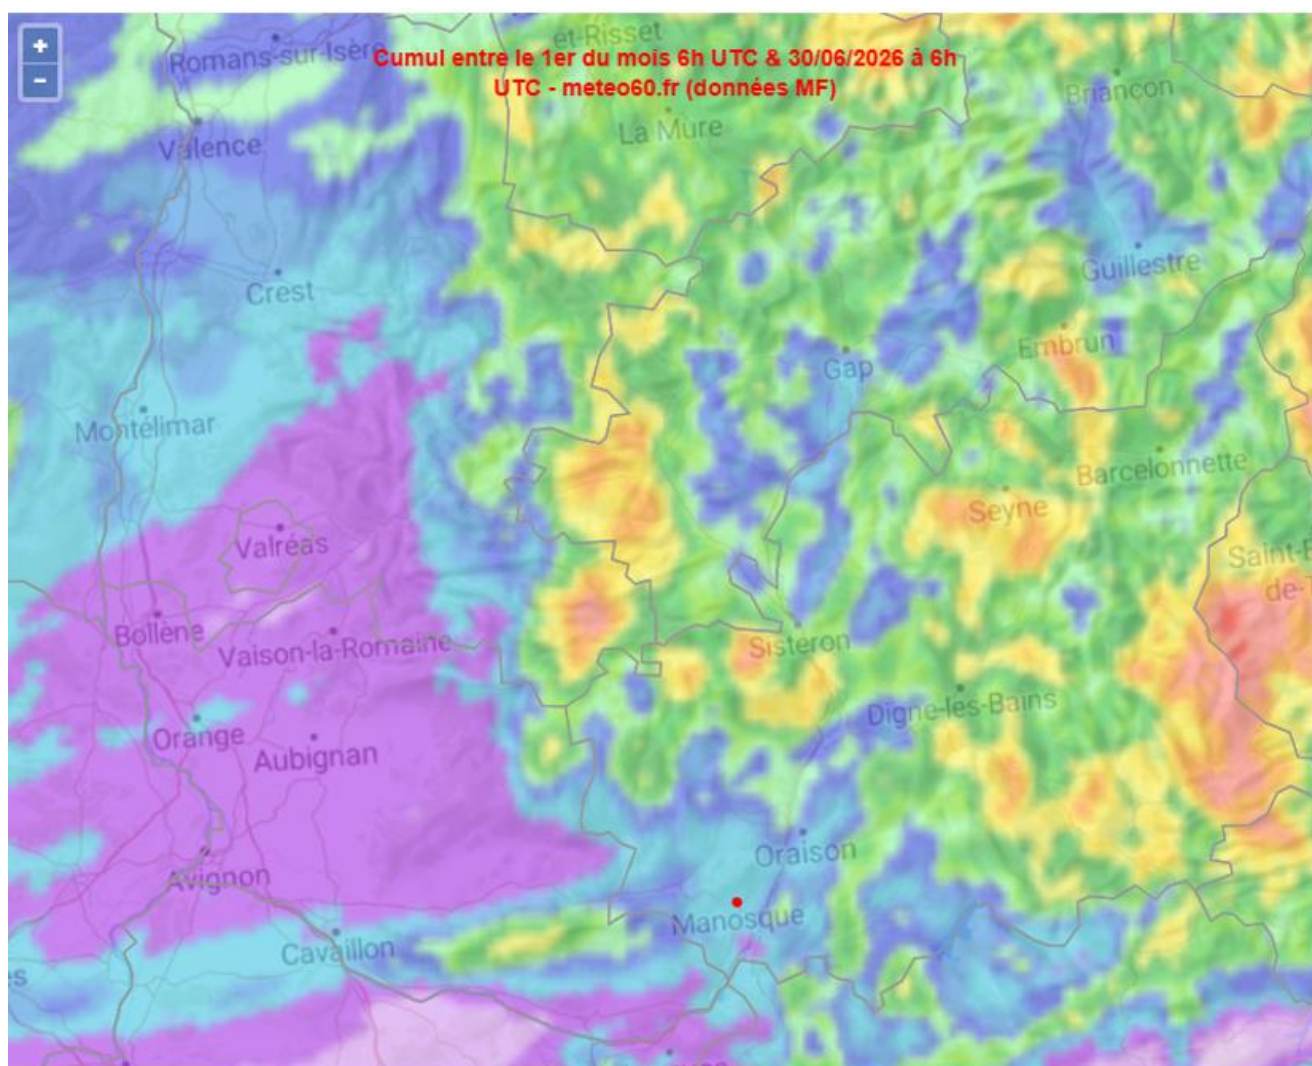 +
−
et-Risset
Romans-sur-Isère
Cumul entre le 1er du mois 6h UTC & 30/06/2026 à 6h
UTC - meteo60.fr (données MF)
Briançon
La Mure
Valence
Guillestre
Crest
Embrun
Gap
Montélimar
Barcelonnette
Seyne
Valréas
Saint-
de-
Bollène
Vaison-la-Romaine
Sisteron
Digne-les-Bains
Orange
Aubignan
Oraison
Avignon
Manosque
Cavaillon
es